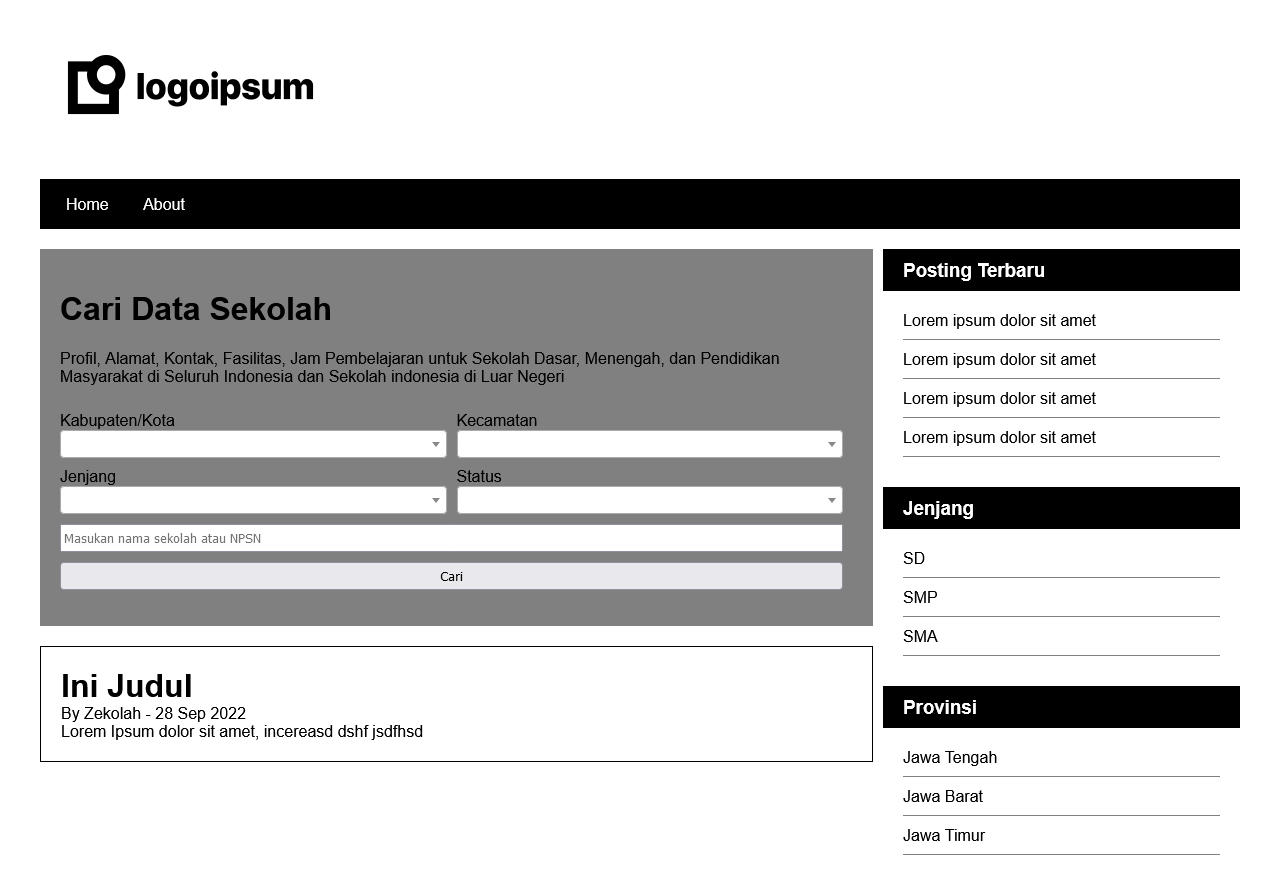 logoipsum
Home
About
Cari Data Sekolah
Profil, Alamat, Kontak, Fasilitas, Jam Pembelajaran untuk Sekolah Dasar, Menengah, dan Pendidikan
Masyarakat di Seluruh Indonesia dan Sekolah indonesia di Luar Negeri
Kabupaten/Kota
Kecamatan
Jenjang
Status
Masukan nama sekolah atau NPSN
Cari
Ini Judul
By Zekolah - 28 Sep 2022
Lorem Ipsum dolor sit amet, incereasd dshf jsdfhsd
Posting Terbaru
Lorem ipsum dolor sit amet
Lorem ipsum dolor sit amet
Lorem ipsum dolor sit amet
Lorem ipsum dolor sit amet
Jenjang
SD
SMP
SMA
Provinsi
Jawa Tengah
Jawa Barat
Jawa Timur